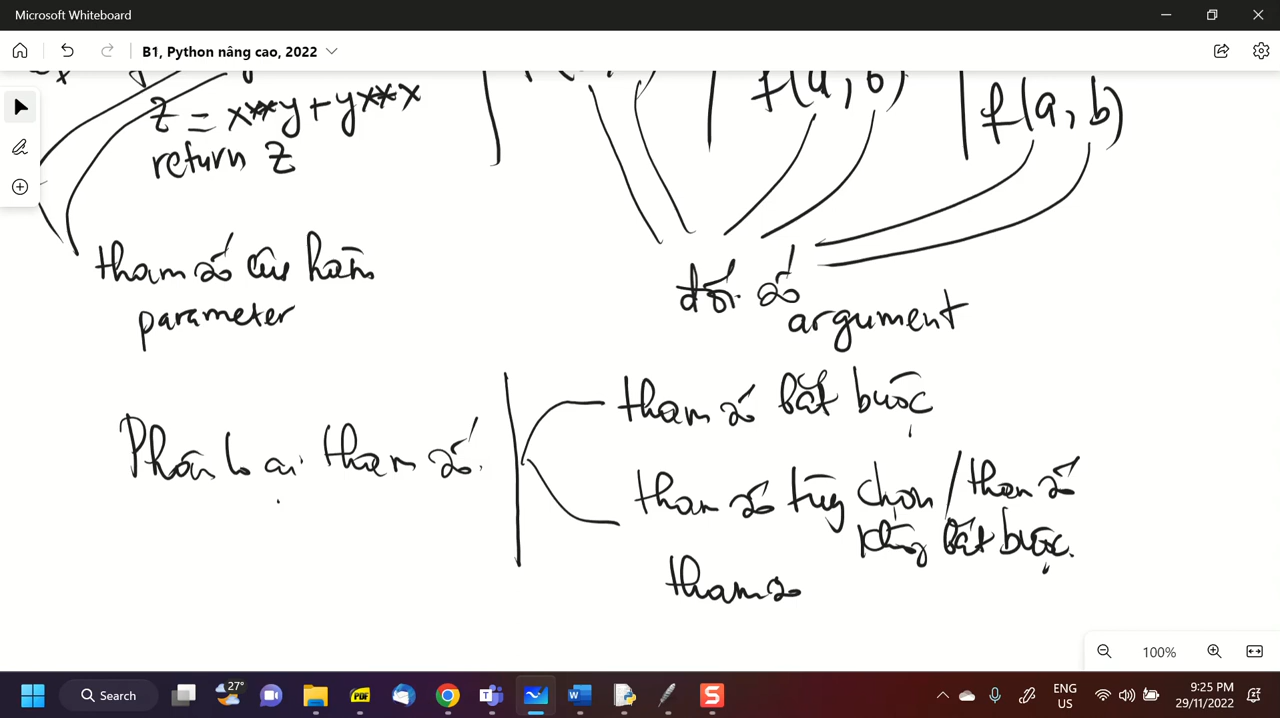 Microsoft Whiteboard
B1, Python nâng cao, 2022
z = x**y + y**x
return z
f(a, b)
f(a, b)
tham số của hàm
parameter
đối số
argument
Phân loại tham số
tham số bắt buộc
tham số tùy chọn / tham số
không bắt buộc.
tham số
100%
27°
Search
PDF
W
S
ENG
US
9:25 PM
29/11/2022